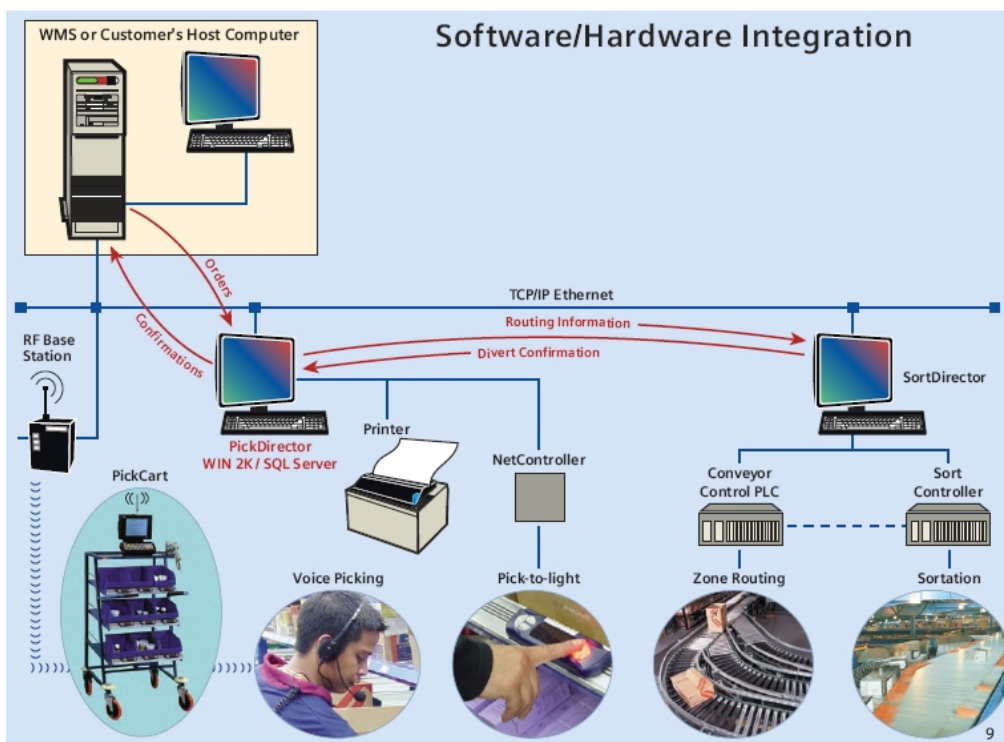 WMS or Customer's Host Computer
Software/Hardware Integration
Orders
Confirmations
TCP/IP Ethernet
Routing Information
Divert Confirmation
RF Base
Station
SortDirector
PickDirector
WIN 2K / SQL Server
Printer
NetController
Conveyor
Control PLC
Sort
Controller
PickCart
Voice Picking
Pick-to-light
Zone Routing
Sortation
9